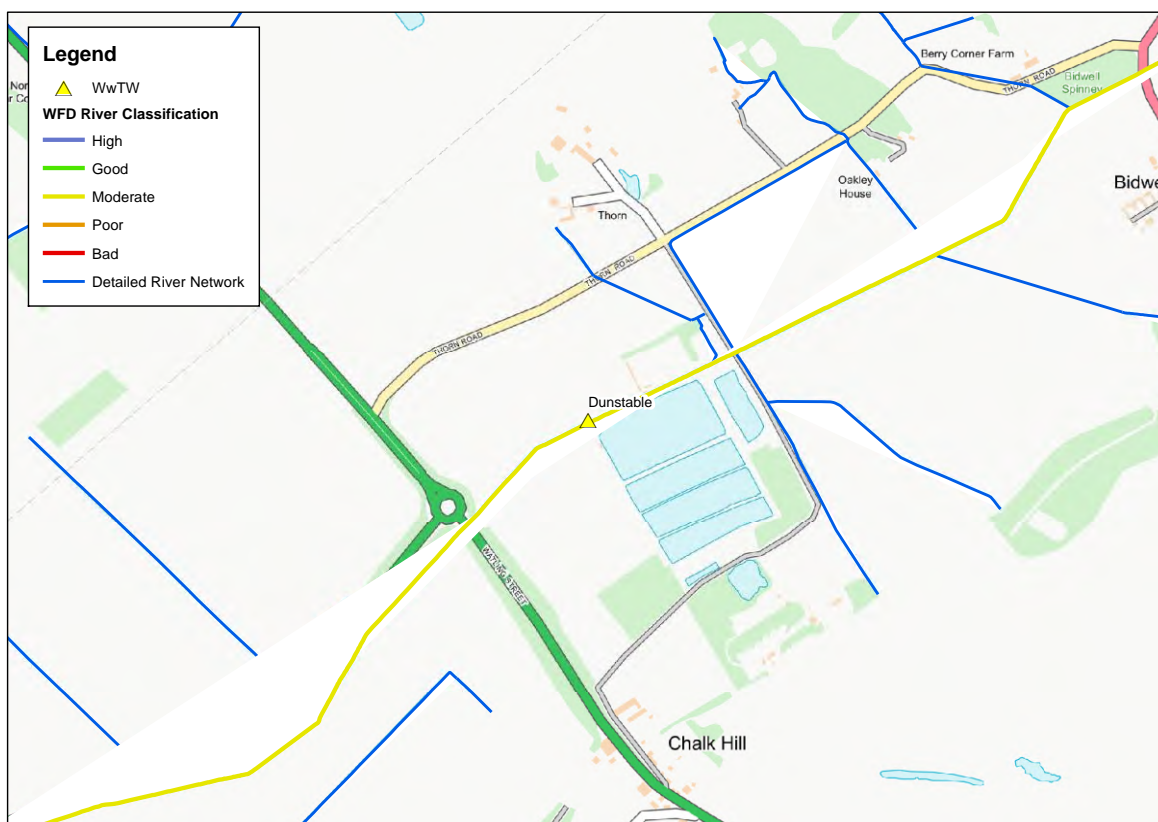 Legend
WwTW
WFD River Classification
High
Good
Moderate
Poor
Bad
Detailed River Network
Berry Corner Farm
THORN ROAD
Bidwell
Spinney
Oakley
House
Bidwe
Thorn
THORN ROAD
THORN ROAD
Dunstable
WATLING STREET
Chalk Hill